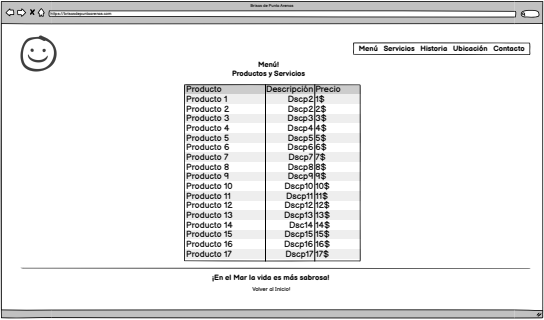 Brisas de Punta Arenas
https://brisasdepuntaarenas.com
Menú Servicios Historia Ubicación Contacto
Menú!
Productos y Servicios
Producto Descripción Precio
Producto 1 Dscp2 1$
Producto 2 Dscp2 2$
Producto 3 Dscp3 3$
Producto 4 Dscp4 4$
Producto 5 Dscp5 5$
Producto 6 Dscp6 6$
Producto 7 Dscp7 7$
Producto 8 Dscp8 8$
Producto 9 Dscp9 9$
Producto 10 Dscp10 10$
Producto 11 Dscp11 11$
Producto 12 Dscp12 12$
Producto 13 Dscp13 13$
Producto 14 Dsc14 14$
Producto 15 Dscp15 15$
Producto 16 Dscp16 16$
Producto 17 Dscp17 17$
¡En el Mar la vida es más sabrosa!
Volver al Inicio!